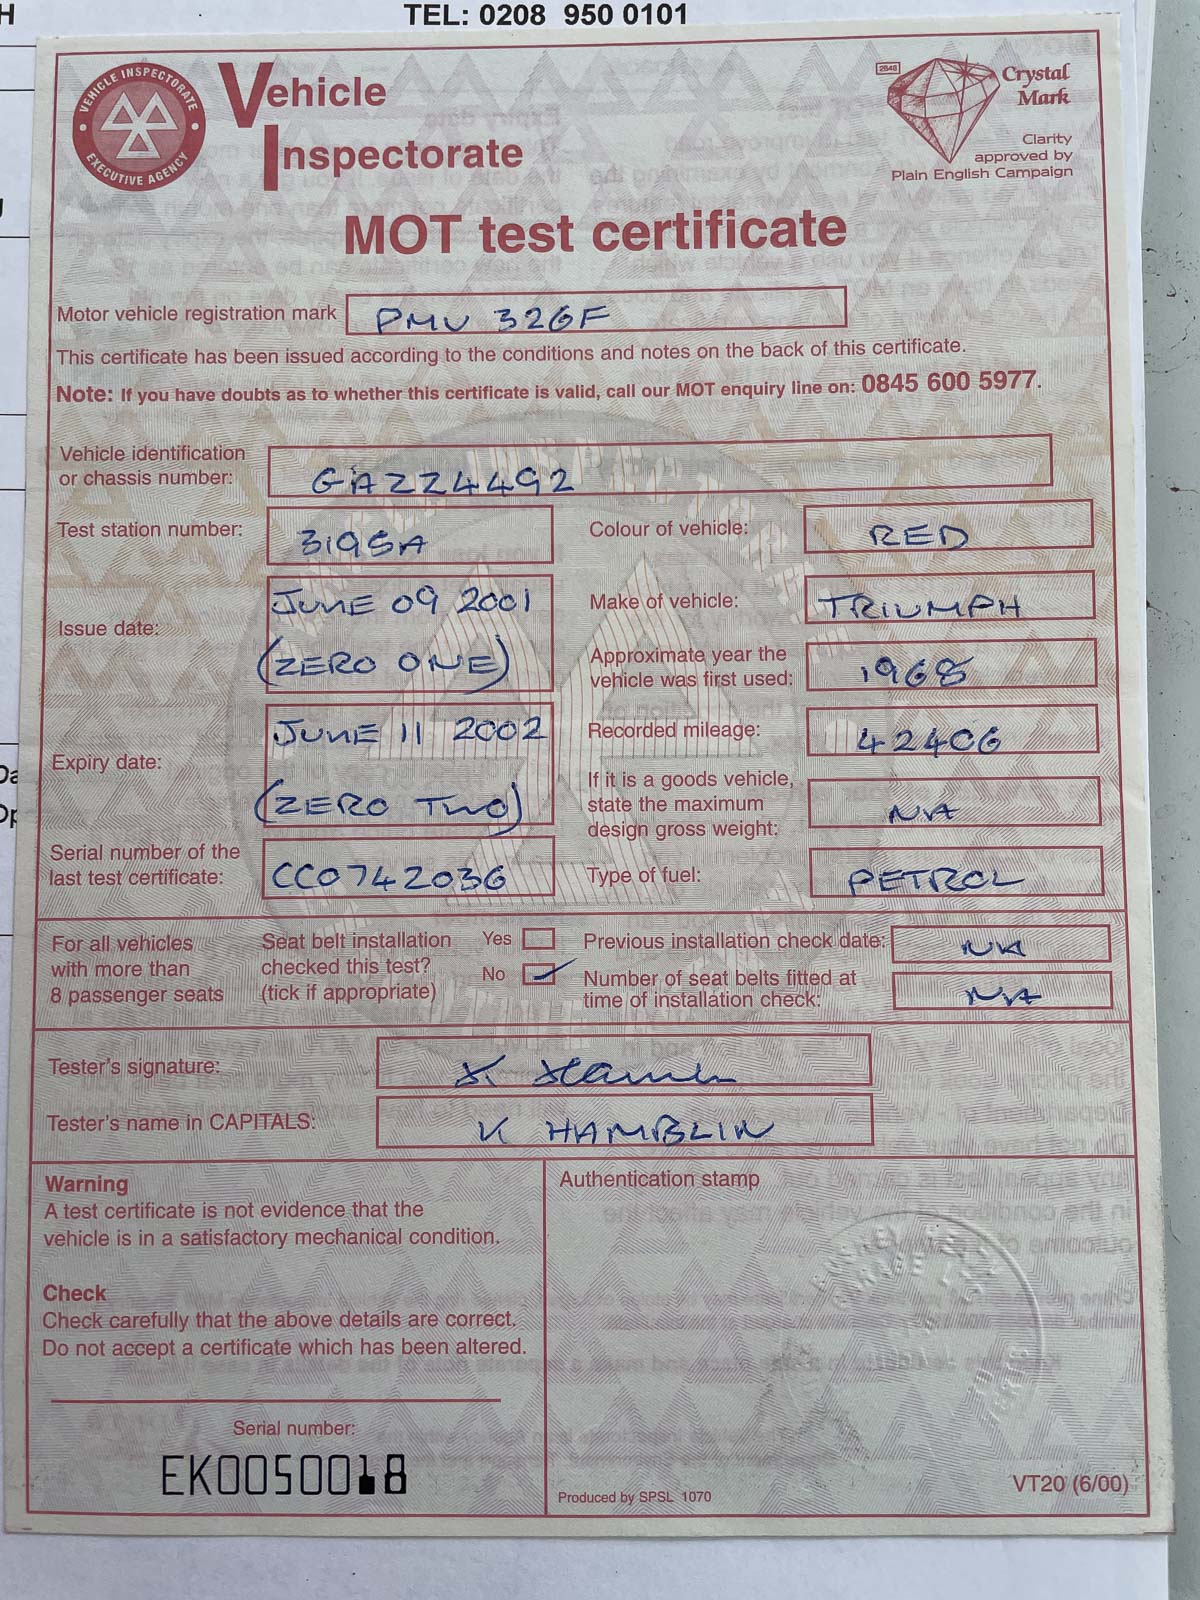 H
TEL: 0208 950 0101
VEHICLE INSPECTORATE
EXECUTIVE AGENCY
Vehicle
Inspectorate
2848
Crystal
Mark
Clarity
approved by
Plain English Campaign
MOT test certificate
Motor vehicle registration mark PMV 326F
This certificate has been issued according to the conditions and notes on the back of this certificate.
Note: If you have doubts as to whether this certificate is valid, call our MOT enquiry line on: 0845 600 5977.
Vehicle identification
or chassis number: GAZZ4492
Test station number: 3195A
Colour of vehicle: RED
Issue date: JUNE 09 2001
(ZERO ONE)
Make of vehicle: TRIUMPH
Approximate year the
vehicle was first used: 1968
Expiry date: JUNE 11 2002
(ZERO TWO)
Recorded mileage: 42406
If it is a goods vehicle,
state the maximum
design gross weight: NA
Serial number of the
last test certificate: CC0742036
Type of fuel: PETROL
For all vehicles
with more than
8 passenger seats
Seat belt installation
checked this test?
(tick if appropriate)
Yes
No
Previous installation check date: NA
Number of seat belts fitted at
time of installation check: NA
Tester's signature:
Tester's name in CAPITALS: K HAMBLIN
Warning
A test certificate is not evidence that the
vehicle is in a satisfactory mechanical condition.
Check
Check carefully that the above details are correct.
Do not accept a certificate which has been altered.
Serial number:
EK0050018
Authentication stamp
Produced by SPSL 1070
VT20 (6/00)